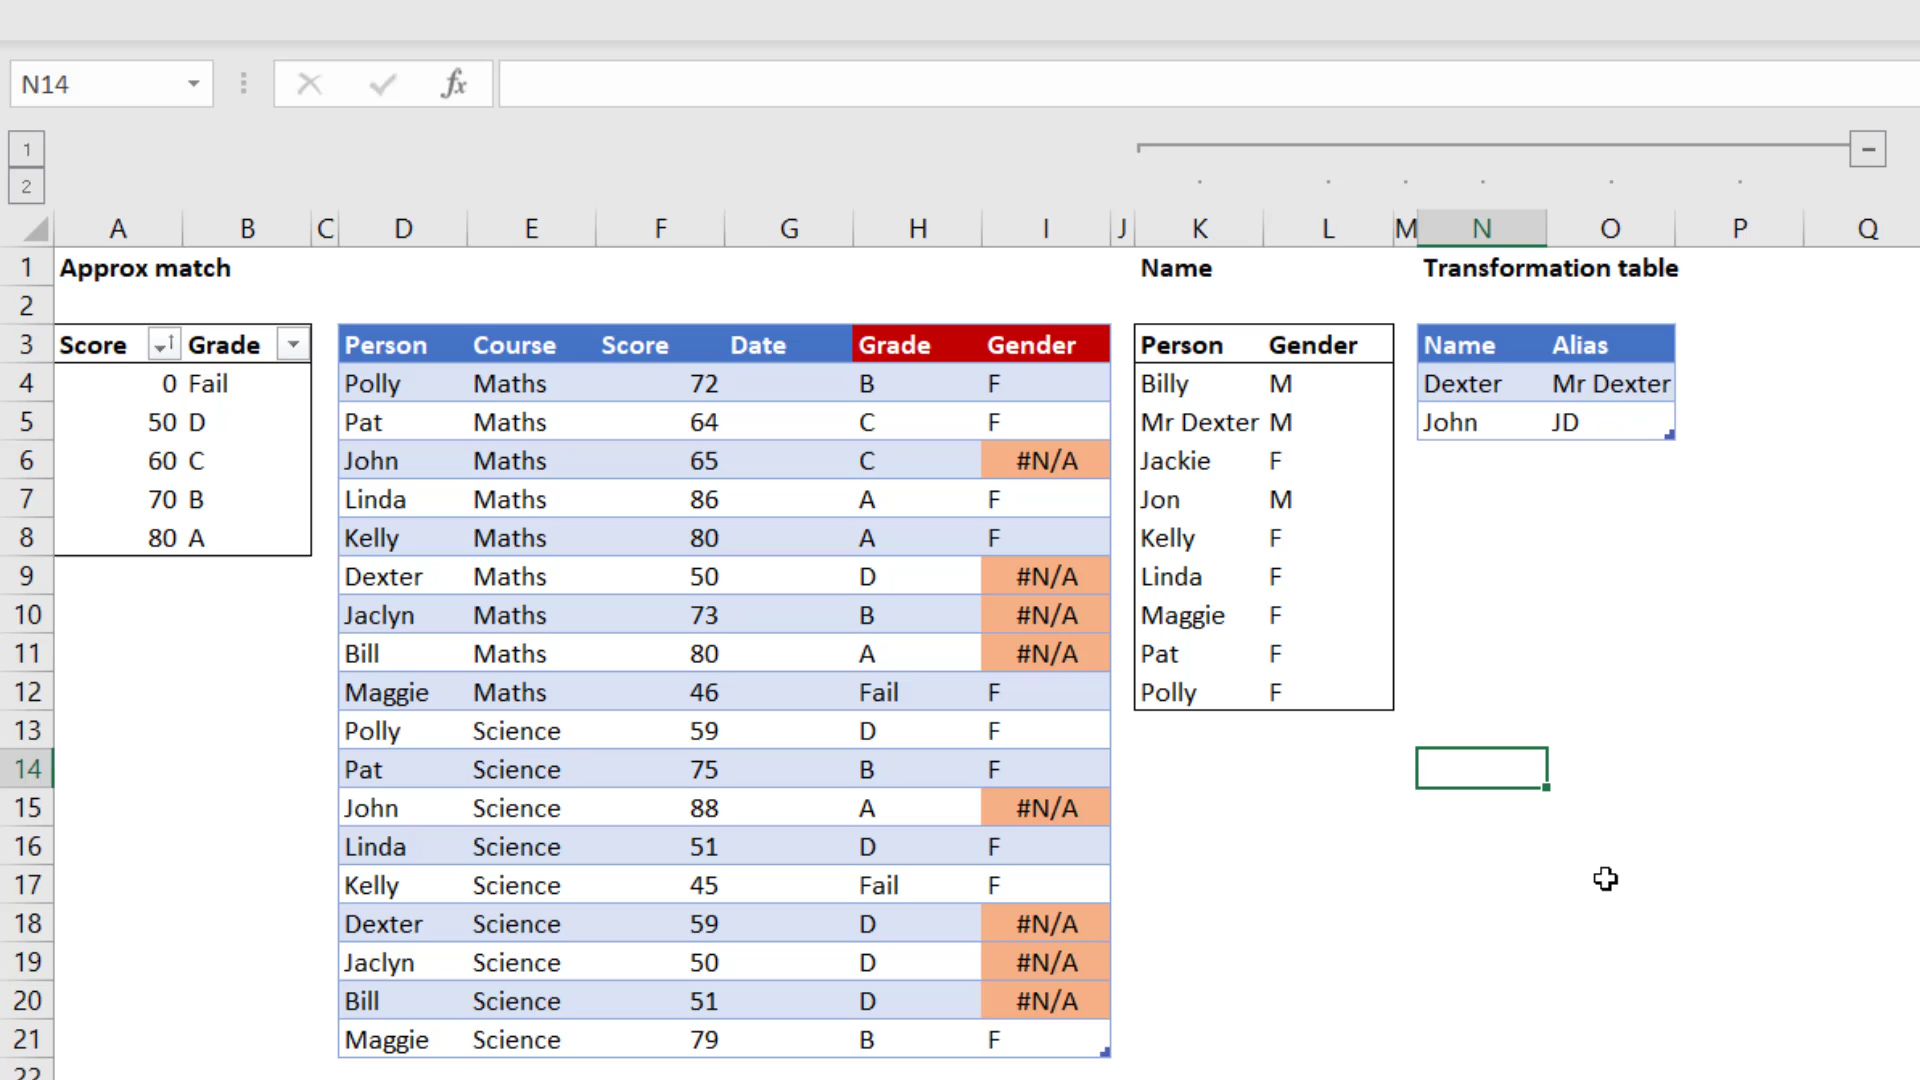 N14
fx
1
2
A B C D E F G H I J K L M N O P Q
1 Approx match Name Transformation table
2
3 Score Grade Person Course Score Date Grade Gender Person Gender Name Alias
4 0 Fail Polly Maths 72 B F Billy M Dexter Mr Dexter
5 50 D Pat Maths 64 C F Mr Dexter M John JD
6 60 C John Maths 65 C #N/A Jackie F
7 70 B Linda Maths 86 A F Jon M
8 80 A Kelly Maths 80 A F Kelly F
9 Dexter Maths 50 D #N/A Linda F
10 Jaclyn Maths 73 B #N/A Maggie F
11 Bill Maths 80 A #N/A Pat F
12 Maggie Maths 46 Fail F Polly F
13 Polly Science 59 D F
14 Pat Science 75 B F
15 John Science 88 A #N/A
16 Linda Science 51 D F
17 Kelly Science 45 Fail F
18 Dexter Science 59 D #N/A
19 Jaclyn Science 50 D #N/A
20 Bill Science 51 D #N/A
21 Maggie Science 79 B F
22